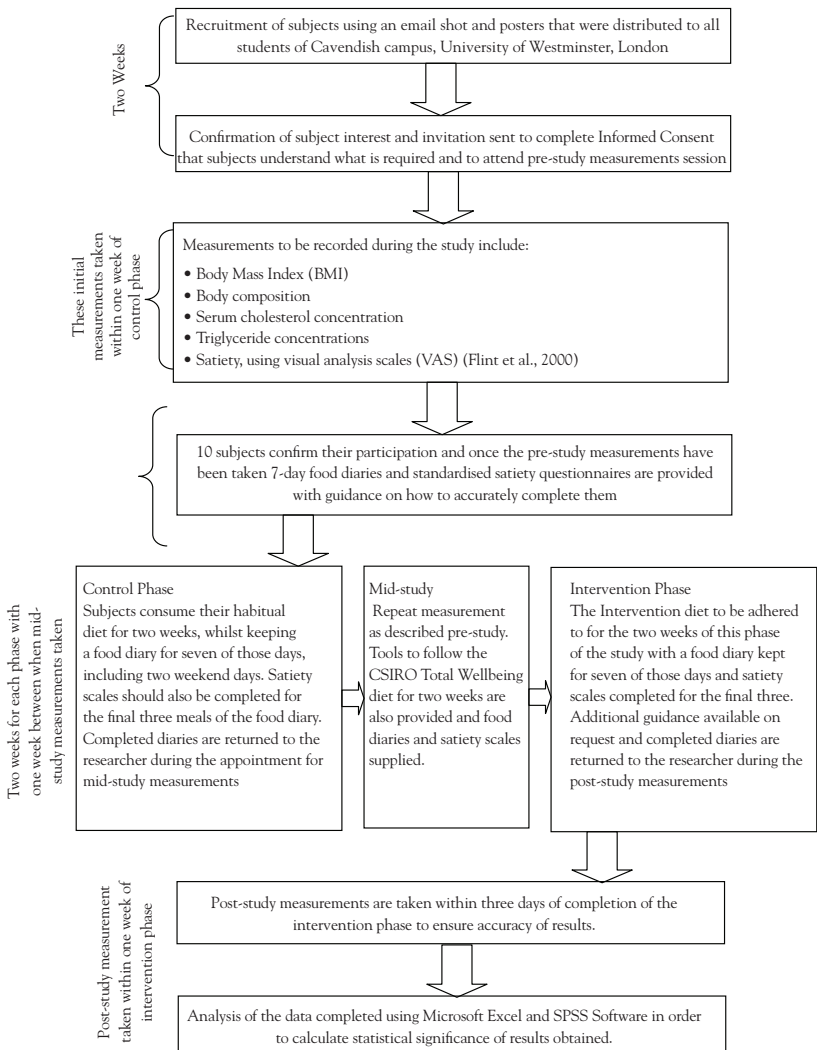 Recruitment of subjects using an email shot and posters that were distributed to all
students of Cavendish campus, University of Westminster, London
Two Weeks
Confirmation of subject interest and invitation sent to complete Informed Consent
that subjects understand what is required and to attend pre-study measurements session
These initial
measurements taken
within one week of
control phase
Measurements to be recorded during the study include:
• Body Mass Index (BMI)
• Body composition
• Serum cholesterol concentration
• Triglyceride concentrations
• Satiety, using visual analysis scales (VAS) (Flint et al., 2000)
10 subjects confirm their participation and once the pre-study measurements have
been taken 7-day food diaries and standardised satiety questionnaires are provided
with guidance on how to accurately complete them
Two weeks for each phase with
one week between when mid-
study measurements taken
Control Phase
Subjects consume their habitual
diet for two weeks, whilst keeping
a food diary for seven of those days,
including two weekend days. Satiety
scales should also be completed for
the final three meals of the food diary.
Completed diaries are returned to the
researcher during the appointment for
mid-study measurements
Mid-study
Repeat measurement
as described pre-study.
Tools to follow the
CSIRO Total Wellbeing
diet for two weeks are
also provided and food
diaries and satiety scales
supplied.
Intervention Phase
The Intervention diet to be adhered
to for the two weeks of this phase
of the study with a food diary kept
for seven of those days and satiety
scales completed for the final three.
Additional guidance available on
request and completed diaries are
returned to the researcher during the
post-study measurements
Post-study measurement
taken within one week of
intervention phase
Post-study measurements are taken within three days of completion of the
intervention phase to ensure accuracy of results.
Analysis of the data completed using Microsoft Excel and SPSS Software in order
to calculate statistical significance of results obtained.